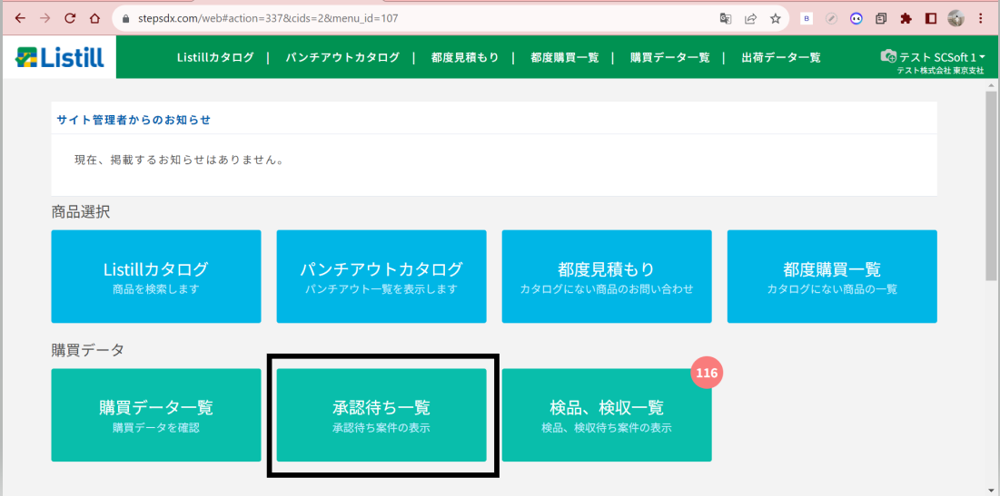 stepsdx.com/web#action=337&cids=2&menu_id=107
Listill
Listillカタログ | パンチアウトカタログ | 都度見積もり | 都度購買一覧 | 購買データ一覧 | 出荷データ一覧
テスト SCSoft 1
テスト株式会社 東京支社
サイト管理者からのお知らせ
現在、掲載するお知らせはありません。
商品選択
Listillカタログ
商品を検索します
パンチアウトカタログ
パンチアウト一覧を表示します
都度見積もり
カタログにない商品のお問い合わせ
都度購買一覧
カタログにない商品の一覧
購買データ
購買データ一覧
購買データを確認
承認待ち一覧
承認待ち案件の表示
116
検品、検収一覧
検品、検収待ち案件の表示